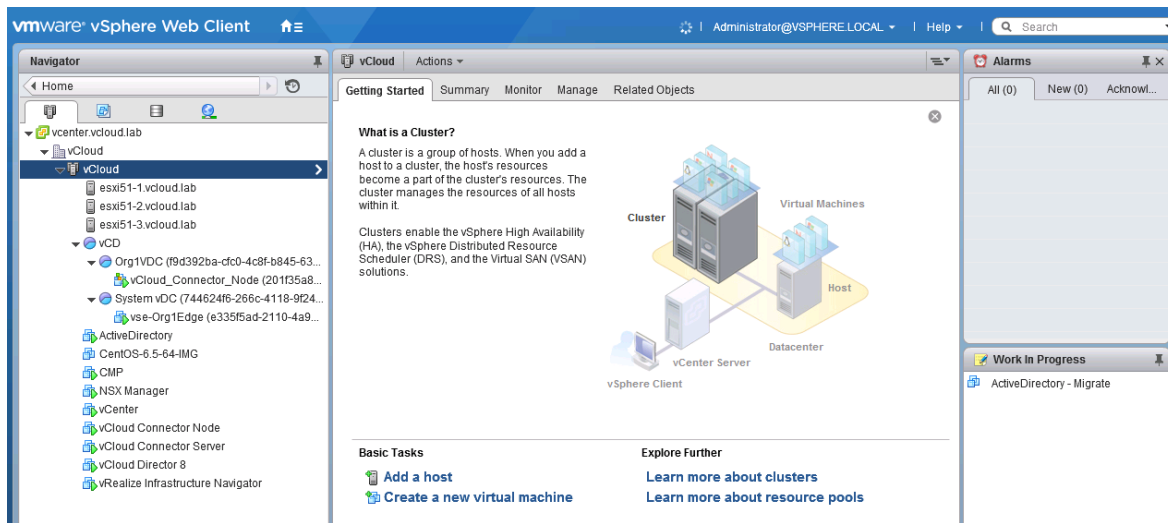 vmware® vSphere Web Client
Administrator@VSPHERE.LOCAL
Help
Search
Navigator
Home
vcenter.vcloud.lab
vCloud
vCloud
esxi51-1.vcloud.lab
esxi51-2.vcloud.lab
esxi51-3.vcloud.lab
vCD
Org1VDC (f9d392ba-cfc0-4c8f-b845-63...
vCloud_Connector_Node (201f35a8...
System vDC (744624f6-266c-4118-9f24...
vse-Org1Edge (e335f5ad-2110-4a9...
ActiveDirectory
CentOS-6.5-64-IMG
CMP
NSX Manager
vCenter
vCloud Connector Node
vCloud Connector Server
vCloud Director 8
vRealize Infrastructure Navigator
vCloud Actions
Getting Started Summary Monitor Manage Related Objects
What is a Cluster?
A cluster is a group of hosts. When you add a
host to a cluster, the host's resources
become a part of the cluster's resources. The
cluster manages the resources of all hosts
within it.
Clusters enable the vSphere High Availability
(HA), the vSphere Distributed Resource
Scheduler (DRS), and the Virtual SAN (VSAN)
solutions.
Cluster
Virtual Machines
Host
Datacenter
vCenter Server
vSphere Client
Basic Tasks
Add a host
Create a new virtual machine
Explore Further
Learn more about clusters
Learn more about resource pools
Alarms
All (0) New (0) Acknowl...
Work In Progress
ActiveDirectory - Migrate